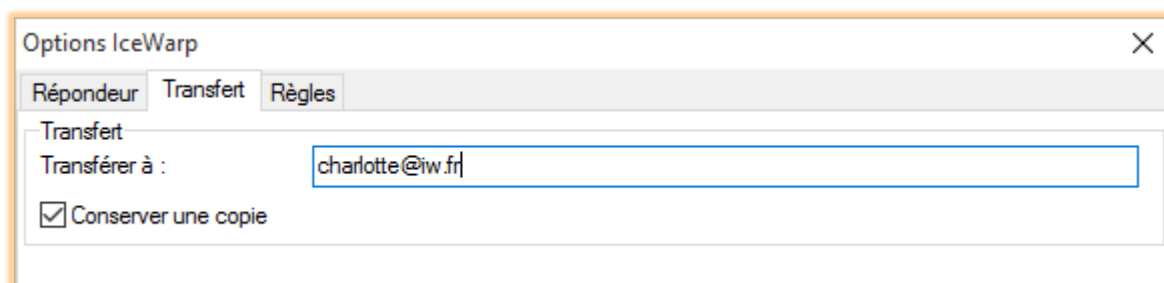 Options IceWarp
Répondeur Transfert Règles
Transfert
Transférer à : charlotte@iw.fr
Conserver une copie